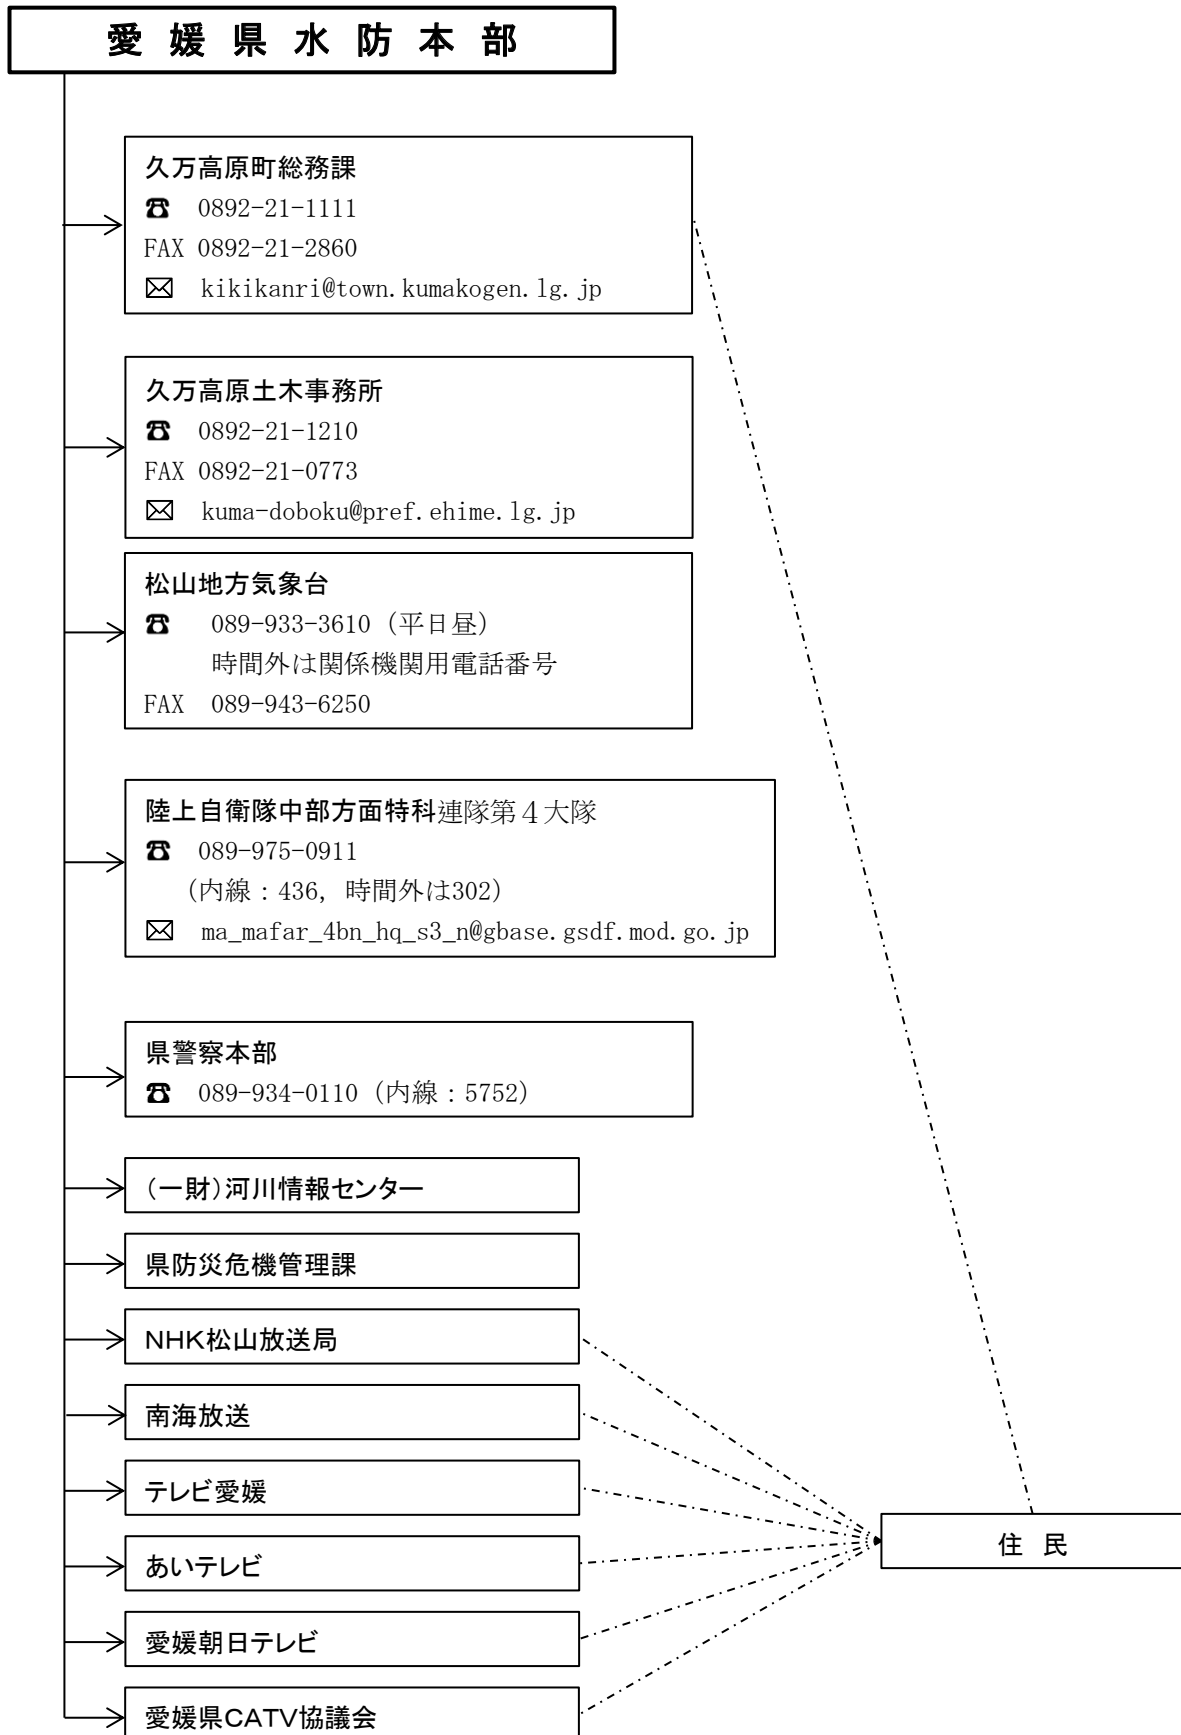 愛媛県水防本部
久万高原町総務課
☎ 0892-21-1111
FAX 0892-21-2860
✉ kikikanri@town.kumakogen.lg.jp
久万高原土木事務所
☎ 0892-21-1210
FAX 0892-21-0773
✉ kuma-doboku@pref.ehime.lg.jp
松山地方気象台
☎ 089-933-3610（平日昼）
時間外は関係機関用電話番号
FAX 089-943-6250
陸上自衛隊中部方面特科連隊第４大隊
☎ 089-975-0911
（内線：436，時間外は302）
✉ ma_mafar_4bn_hq_s3_n@gbase.gsdf.mod.go.jp
県警察本部
☎ 089-934-0110（内線：5752）
（一財）河川情報センター
県防災危機管理課
NHK松山放送局
南海放送
テレビ愛媛
あいテレビ
愛媛朝日テレビ
愛媛県CATV協議会
住民